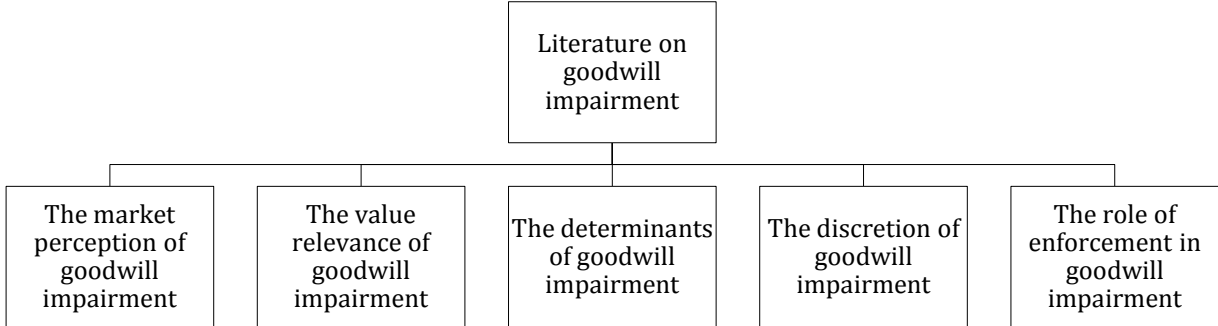 Literature on
goodwill
impairment
The market
perception of
goodwill
impairment
The value
relevance of
goodwill
impairment
The determinants
of goodwill
impairment
The discretion of
goodwill
impairment
The role of
enforcement in
goodwill
impairment